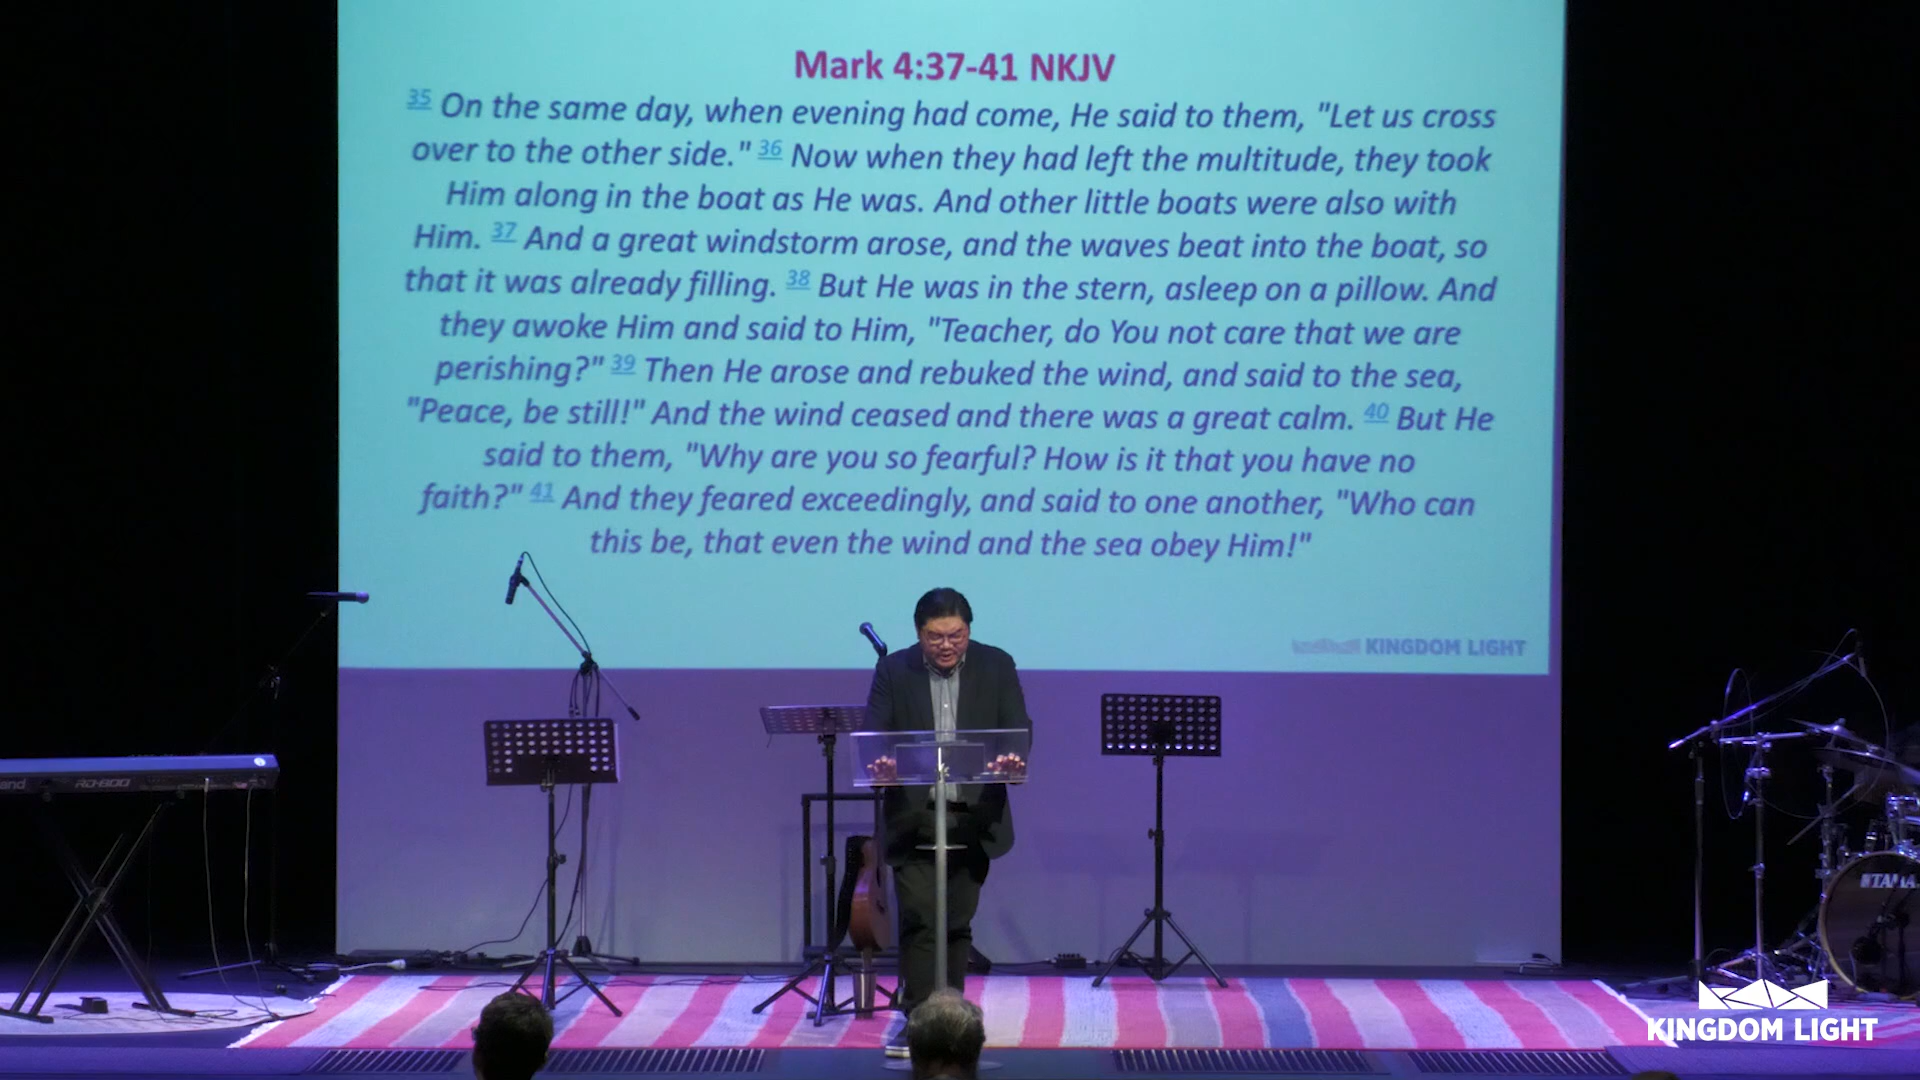 Mark 4:37-41 NKJV
35 On the same day, when evening had come, He said to them, "Let us cross
over to the other side." 36 Now when they had left the multitude, they took
Him along in the boat as He was. And other little boats were also with
Him. 37 And a great windstorm arose, and the waves beat into the boat, so
that it was already filling. 38 But He was in the stern, asleep on a pillow. And
they awoke Him and said to Him, "Teacher, do You not care that we are
perishing?" 39 Then He arose and rebuked the wind, and said to the sea,
"Peace, be still!" And the wind ceased and there was a great calm. 40 But He
said to them, "Why are you so fearful? How is it that you have no
faith?" 41 And they feared exceedingly, and said to one another, "Who can
this be, that even the wind and the sea obey Him!"
KINGDOM LIGHT
RD-800
TAMA
KINGDOM LIGHT